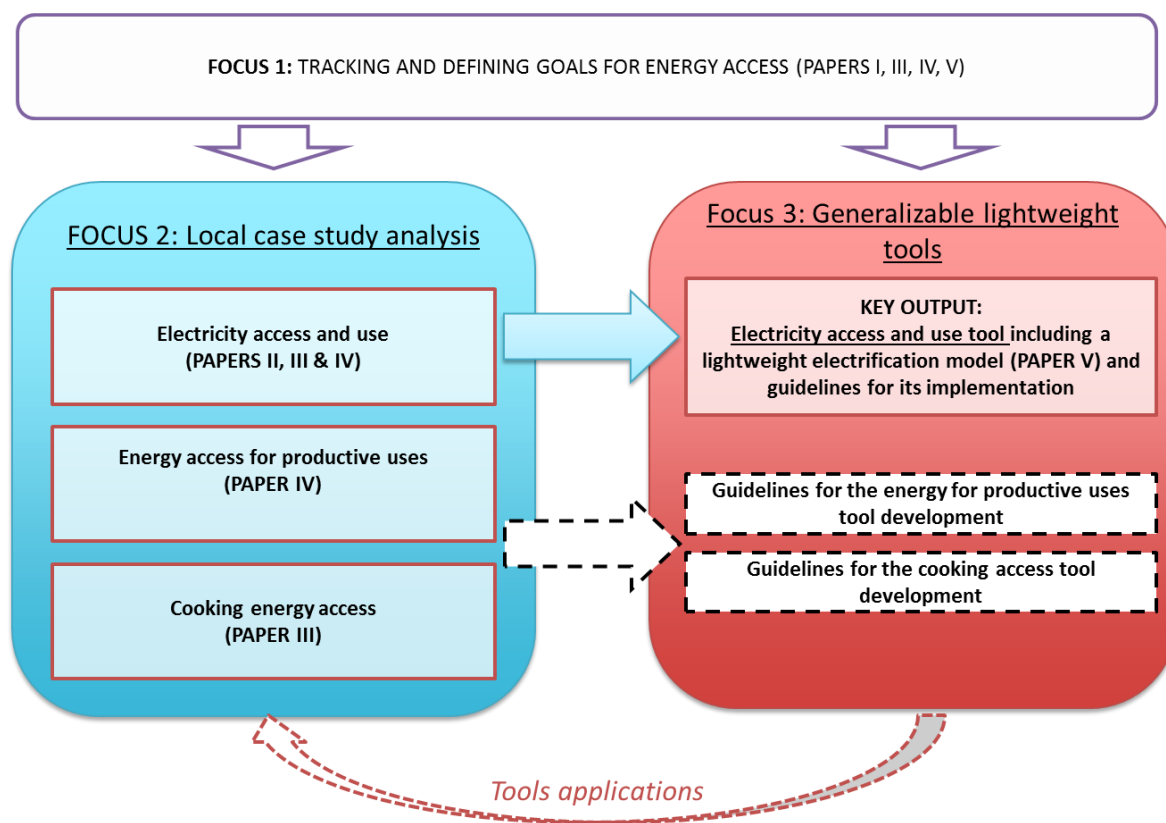 FOCUS 1: TRACKING AND DEFINING GOALS FOR ENERGY ACCESS (PAPERS I, III, IV, V)
FOCUS 2: Local case study analysis
Electricity access and use
(PAPERS II, III & IV)
Energy access for productive uses
(PAPER IV)
Cooking energy access
(PAPER III)
Focus 3: Generalizable lightweight
tools
KEY OUTPUT:
Electricity access and use tool including a
lightweight electrification model (PAPER V) and
guidelines for its implementation
Guidelines for the energy for productive uses
tool development
Guidelines for the cooking access tool
development
Tools applications